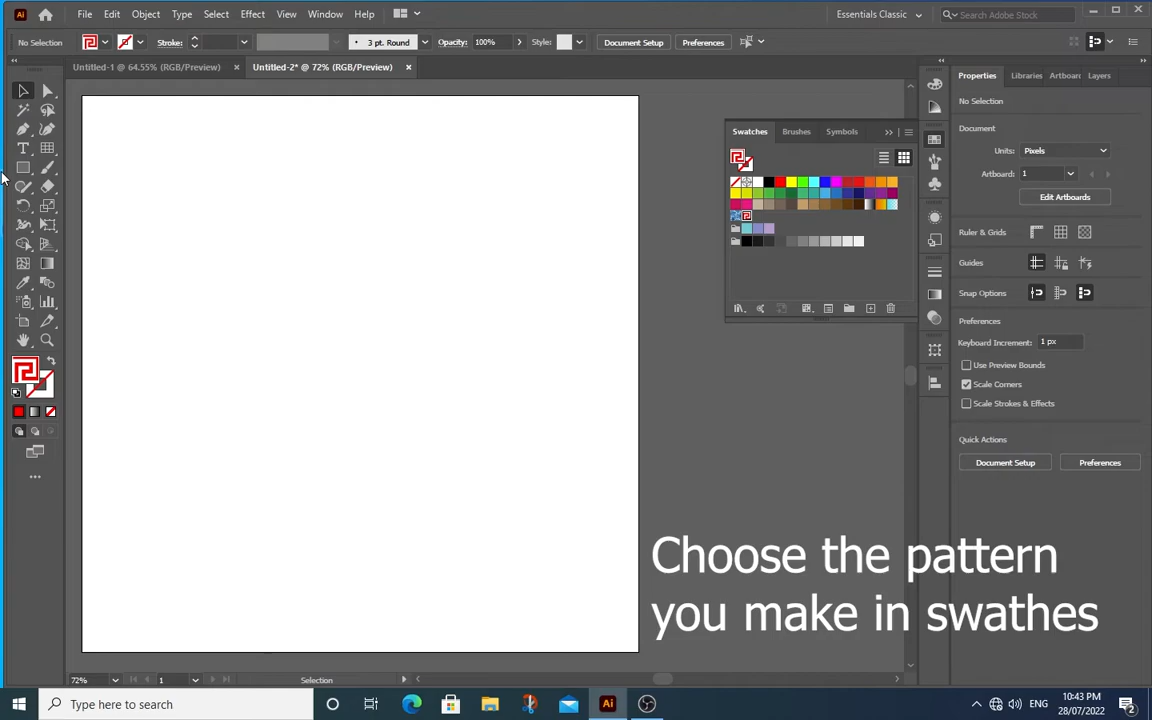 File Edit Object Type Select Effect View Window Help
Essentials Classic
Search Adobe Stock
No Selection
Stroke:
3 pt. Round
Opacity: 100%
Style:
Document Setup
Preferences
Untitled-1 @ 64.55% (RGB/Preview)
Untitled-2* @ 72% (RGB/Preview)
Swatches Brushes Symbols
Properties Libraries Artboar Layers
No Selection
Document
Units: Pixels
Artboard: 1
Edit Artboards
Ruler & Grids
Guides
Snap Options
Preferences
Keyboard Increment: 1 px
Use Preview Bounds
Scale Corners
Scale Strokes & Effects
Quick Actions
Document Setup
Preferences
Choose the pattern
you make in swathes
72%
1
Selection
Type here to search
ENG
10:43 PM
28/07/2022
2